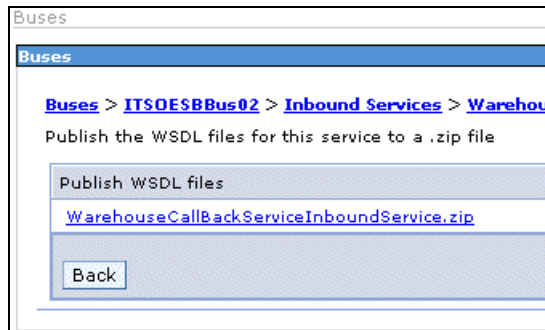 Buses
Buses
Buses > ITSOESBBus02 > Inbound Services >
Publish the WSDL files for this service to a .zip file
Publish WSDL files
WarehouseCallBackServiceInboundService.zip
Back